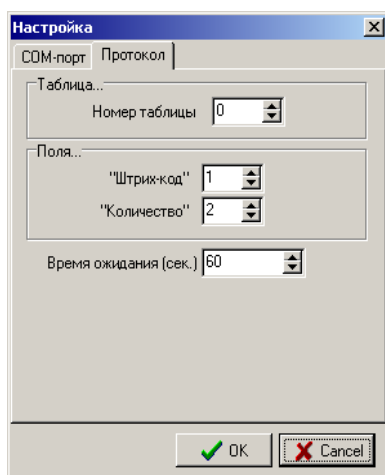 Настройка
COM-порт Протокол
Таблица...
Номер таблицы 0
Поля...
"Штрих-код" 1
"Количество" 2
Время ожидания (сек.) 60
OK Cancel